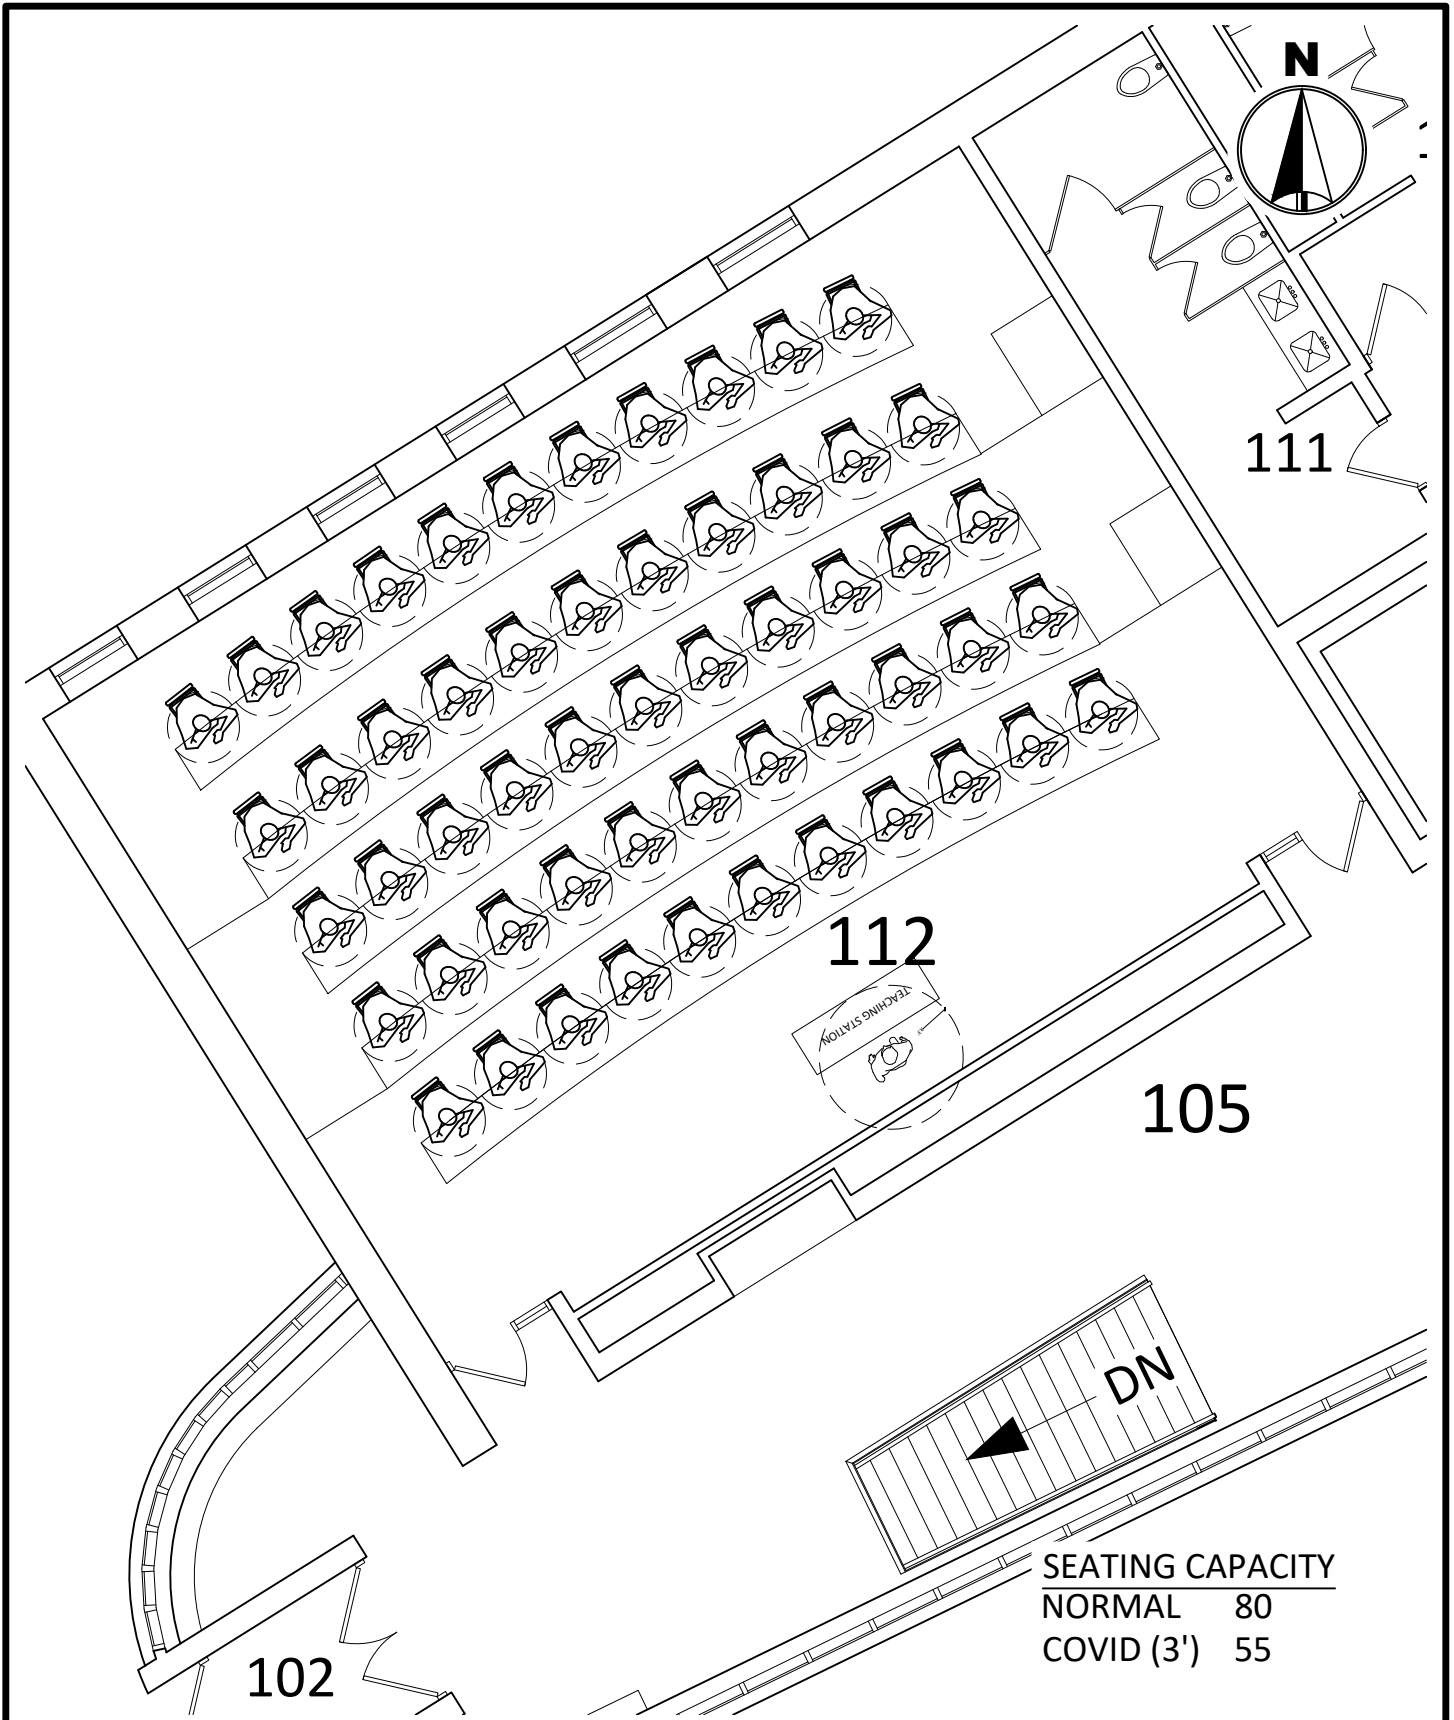 N
111
112
TEACHING STATION
105
DN
SEATING CAPACITY
NORMAL 80
COVID (3') 55
102